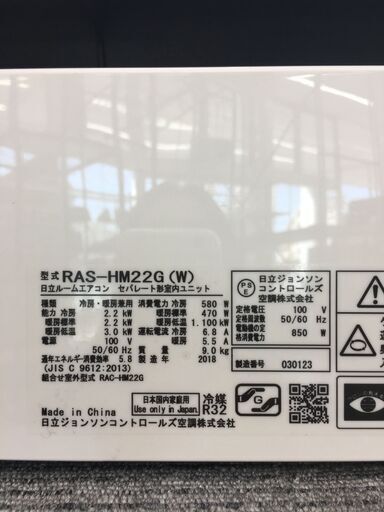 型式 RAS-HM22G (W)
日立ルームエアコン セパレート形室内ユニット
種類 冷房・暖房兼用 消費電力 冷房 580 W
能力 冷房 2.2 kW 暖房標準 470 W
暖房標準 2.2 kW 暖房低温 1,100 kW
暖房低温 3.0 kW 運転電流 冷房 6.8 A
電源 100 V 暖房 5.5 A
50/60 Hz 質量 9.0 kg
通年エネルギー消費効率 5.8 製造年 2018
(JIS C 9612:2013)
組合せ室外型式 RAC-HM22G
日本国内家庭用
Use only in Japan.
冷媒
R32
Made in China
日立ジョンソンコントロールズ空調株式会社
PSE
日立ジョンソン
コントロールズ
空調(株)
定格電圧 100 V
定格周波数 50/60 Hz
電動機の定
格消費電力 850 W
製造番号 030123
G